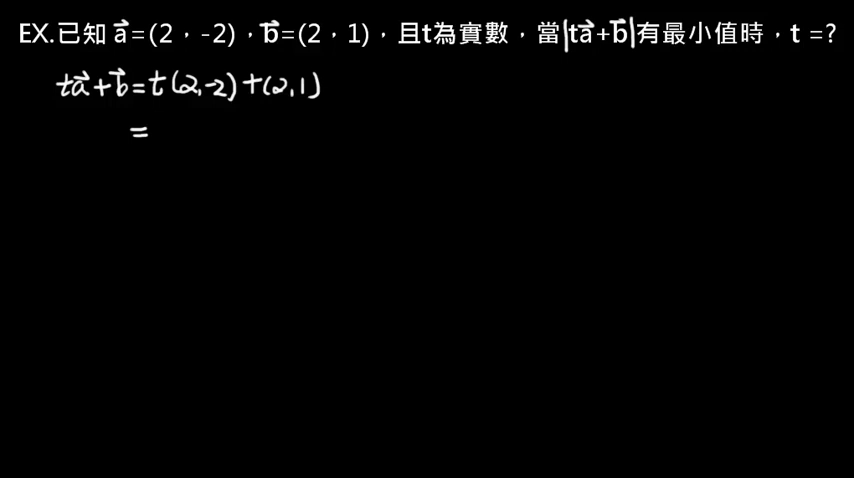 EX.已知 a⃗=(2，-2)，b⃗=(2，1)，且t為實數，當|ta⃗+b⃗|有最小值時，t =?
ta⃗+b⃗=t(2,-2)+(2,1)
=